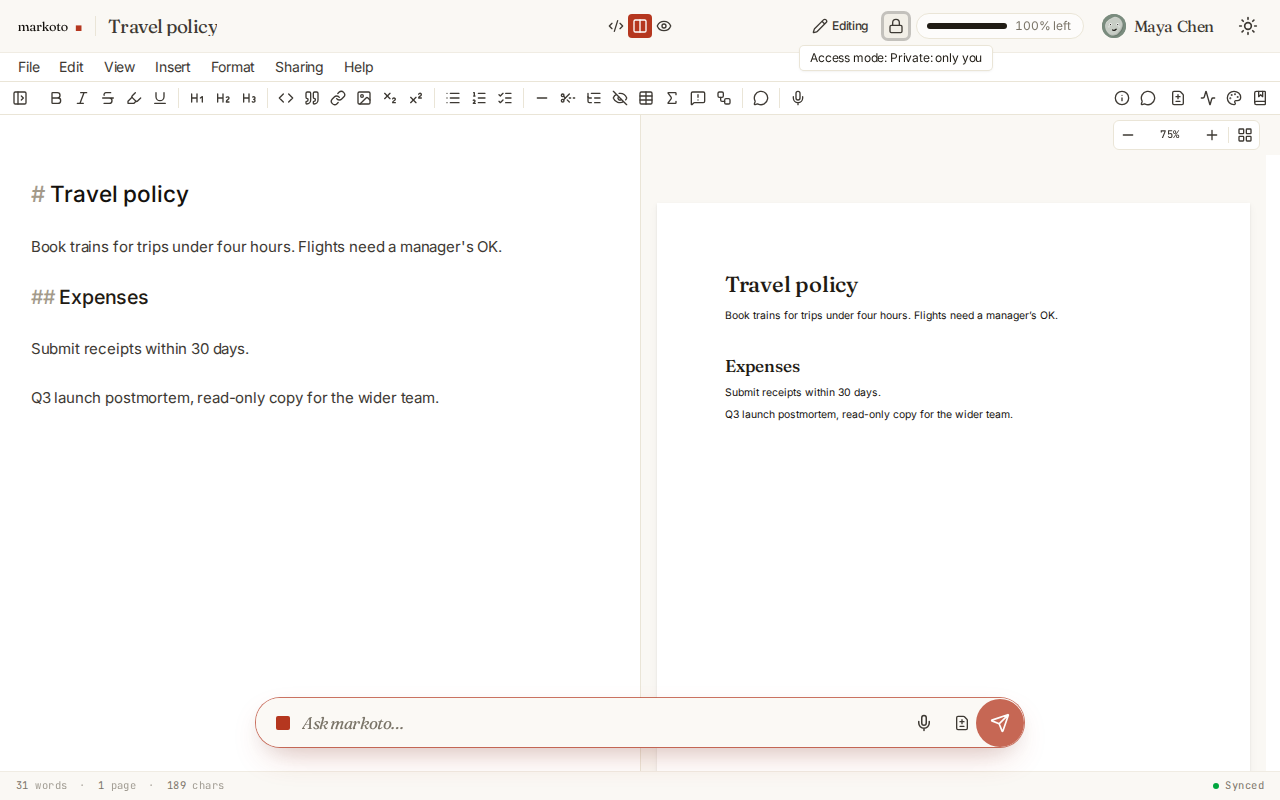 markoto
Travel policy
Editing
100% left
Maya Chen
Access mode: Private: only you
File Edit View Insert Format Sharing Help
B I S U H1 H2 H3 X2 X2
75%
# Travel policy
Book trains for trips under four hours. Flights need a manager's OK.
## Expenses
Submit receipts within 30 days.
Q3 launch postmortem, read-only copy for the wider team.
Travel policy
Book trains for trips under four hours. Flights need a manager’s OK.
Expenses
Submit receipts within 30 days.
Q3 launch postmortem, read-only copy for the wider team.
Ask markoto...
31 words · 1 page · 189 chars
Synced